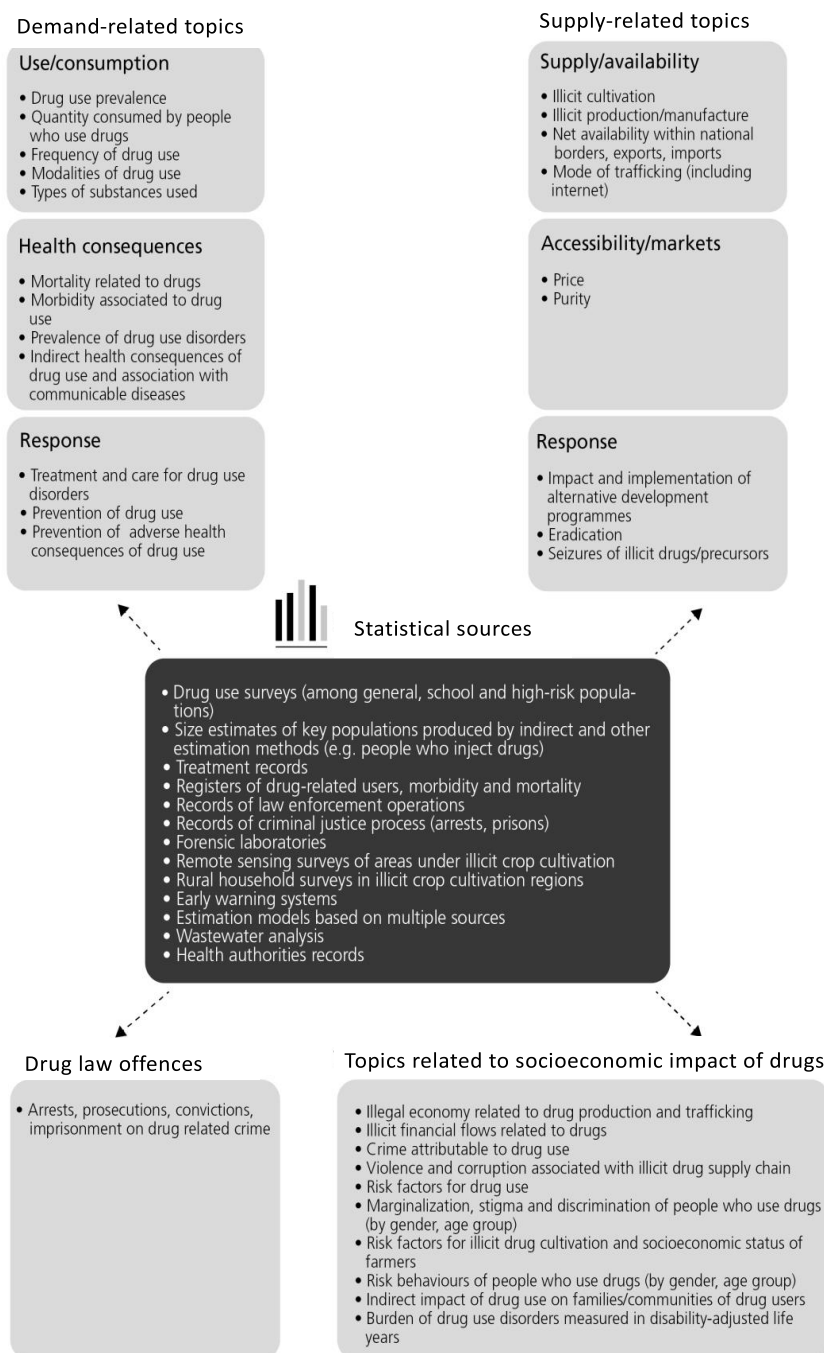 Demand-related topics
Use/consumption
• Drug use prevalence
• Quantity consumed by people
who use drugs
• Frequency of drug use
• Modalities of drug use
• Types of substances used
Health consequences
• Mortality related to drugs
• Morbidity associated to drug
use
• Prevalence of drug use disorders
• Indirect health consequences of
drug use and association with
communicable diseases
Response
• Treatment and care for drug use
disorders
• Prevention of drug use
• Prevention of adverse health
consequences of drug use
Supply-related topics
Supply/availability
• Illicit cultivation
• Illicit production/manufacture
• Net availability within national
borders, exports, imports
• Mode of trafficking (including
internet)
Accessibility/markets
• Price
• Purity
Response
• Impact and implementation of
alternative development
programmes
• Eradication
• Seizures of illicit drugs/precursors
Statistical sources
• Drug use surveys (among general, school and high-risk popula-
tions)
• Size estimates of key populations produced by indirect and other
estimation methods (e.g. people who inject drugs)
• Treatment records
• Registers of drug-related users, morbidity and mortality
• Records of law enforcement operations
• Records of criminal justice process (arrests, prisons)
• Forensic laboratories
• Remote sensing surveys of areas under illicit crop cultivation
• Rural household surveys in illicit crop cultivation regions
• Early warning systems
• Estimation models based on multiple sources
• Wastewater analysis
• Health authorities records
Drug law offences
• Arrests, prosecutions, convictions,
imprisonment on drug related crime
Topics related to socioeconomic impact of drugs
• Illegal economy related to drug production and trafficking
• Illicit financial flows related to drugs
• Crime attributable to drug use
• Violence and corruption associated with illicit drug supply chain
• Risk factors for drug use
• Marginalization, stigma and discrimination of people who use drugs
(by gender, age group)
• Risk factors for illicit drug cultivation and socioeconomic status of
farmers
• Risk behaviours of people who use drugs (by gender, age group)
• Indirect impact of drug use on families/communities of drug users
• Burden of drug use disorders measured in disability-adjusted life
years